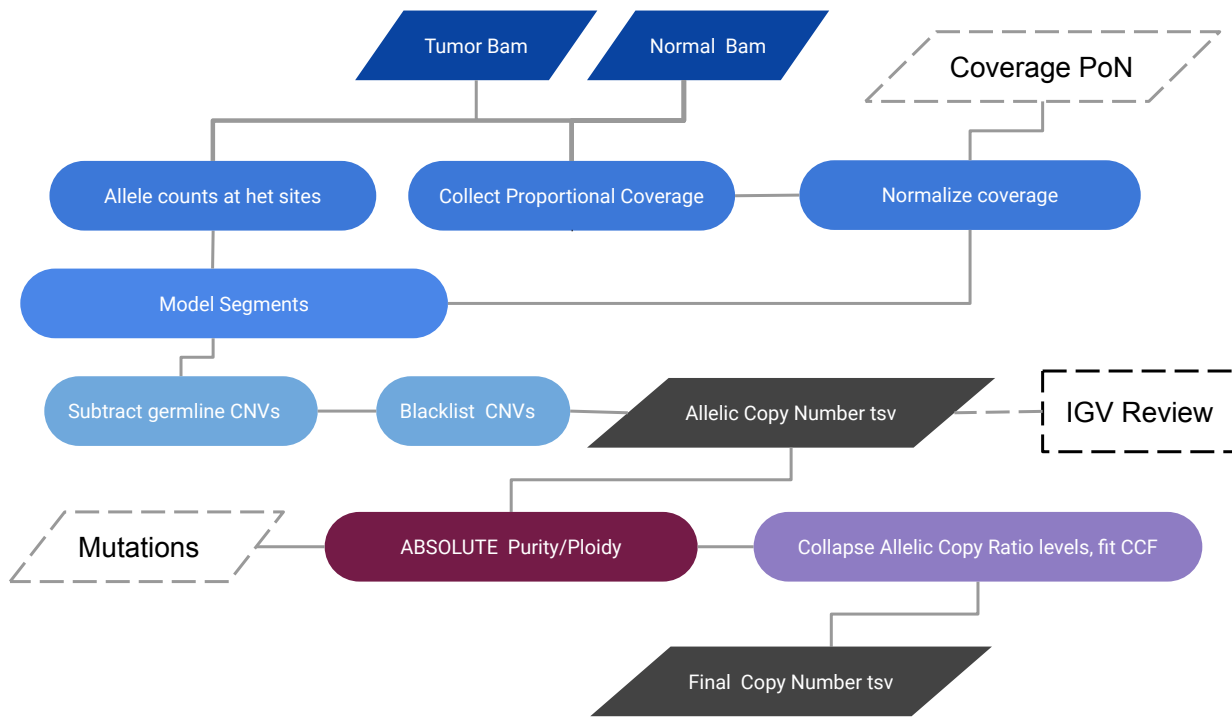 Tumor Bam
Normal Bam
Coverage PoN
Allele counts at het sites
Collect Proportional Coverage
Normalize coverage
Model Segments
Subtract germline CNVs
Blacklist CNVs
Allelic Copy Number tsv
IGV Review
Mutations
ABSOLUTE Purity/Ploidy
Collapse Allelic Copy Ratio levels, fit CCF
Final Copy Number tsv